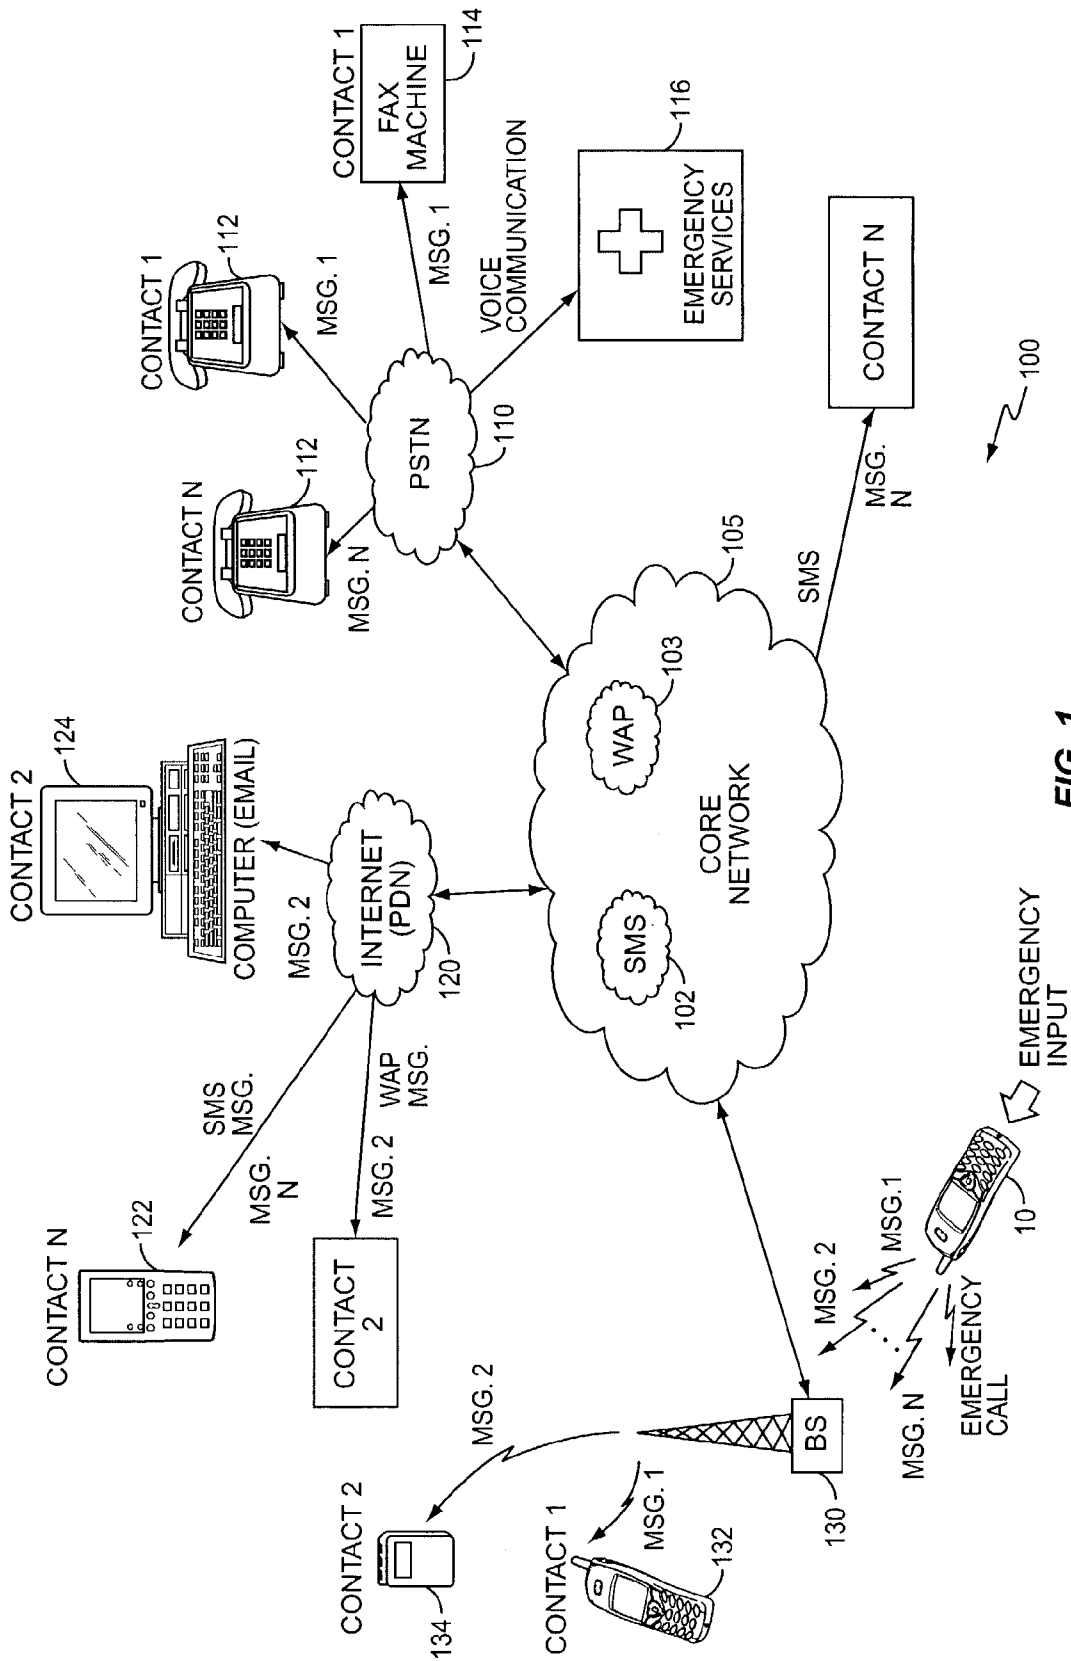 CONTACT 2
124
COMPUTER (EMAIL)
CONTACT N
122
SMS
MSG.
MSG.
N
MSG. 2
WAP
MSG.
MSG. 2
CONTACT
2
INTERNET
(PDN)
120
CONTACT N
112
MSG. N
CONTACT 1
112
MSG. 1
CONTACT 1
FAX
MACHINE
114
MSG. 1
PSTN
110
VOICE
COMMUNICATION
EMERGENCY
SERVICES
116
CONTACT 2
134
MSG. 2
CONTACT 1
132
MSG. 1
BS
130
SMS
102
WAP
103
CORE
NETWORK
105
SMS
MSG.
N
CONTACT N
MSG. 2
MSG.1
MSG. N
EMERGENCY
CALL
10
EMERGENCY
INPUT
100
FIG. 1